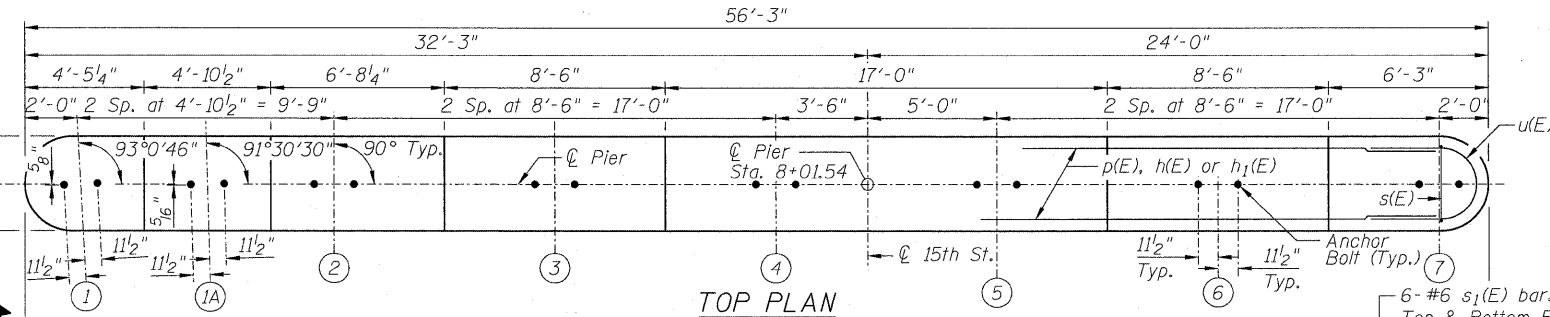 56'-3"
32'-3" 24'-0"
4'-5¼" 4'-10½" 6'-8¼" 8'-6" 17'-0" 8'-6" 6'-3"
2'-0" 2 Sp. at 4'-10½" = 9'-9" 2 Sp. at 8'-6" = 17'-0" 3'-6" 5'-0" 2 Sp. at 8'-6" = 17'-0" 2'-0"
u(E)
93°0'46" 91°30'30" 90° Typ.
⅝"
℄ Pier
℄ Pier
Sta. 8+01.54
p(E), h(E) or h₁(E)
5/16"
s(E)
11½" 11½" 11½" 11½"
℄ 15th St.
11½"
Typ.
11½"
Typ.
Anchor
Bolt (Typ.)
1 1A 2 3 4 5 6 7
TOP PLAN
6-#6 s₁(E) bar
Top & Bottom